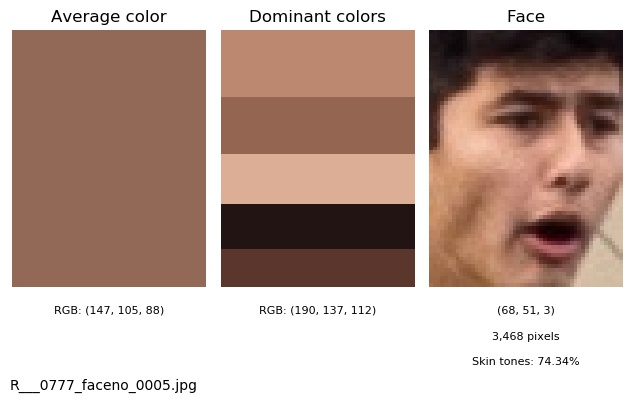 Average color
Dominant colors
Face
RGB: (147, 105, 88)
RGB: (190, 137, 112)
(68, 51, 3)
3,468 pixels
Skin tones: 74.34%
R___0777_faceno_0005.jpg